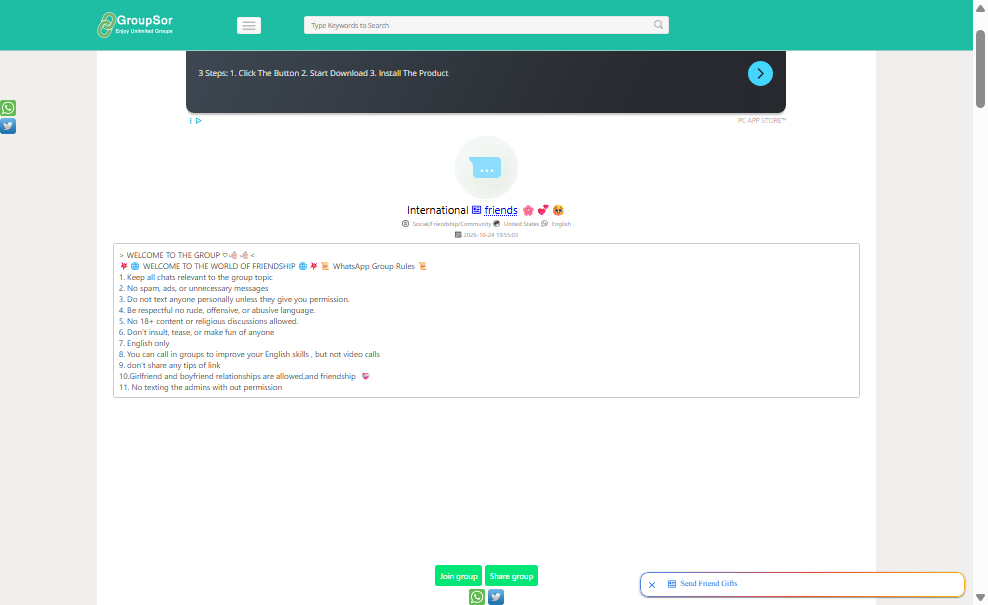 GroupSor
Enjoy Unlimited Groups
Type Keywords to Search
3 Steps: 1. Click The Button 2. Start Download 3. Install The Product
PC APP STORE™
International friends 🌸 💕 😡
Social/Friendship/Community United States English
2026-10-24 19:55:03
> WELCOME TO THE GROUP ♡🫶🏻 🫶🏻 <
💥 🌐 WELCOME TO THE WORLD OF FRIENDSHIP 🌐 💥 📜 WhatsApp Group Rules 📜
1. Keep all chats relevant to the group topic
2. No spam, ads, or unnecessary messages
3. Do not text anyone personally unless they give you permission.
4. Be respectful no rude, offensive, or abusive language.
5. No 18+ content or religious discussions allowed.
6. Don't insult, tease, or make fun of anyone
7. English only
8. You can call in groups to improve your English skills , but not video calls
9. don't share any tips of link
10.Girlfriend and boyfriend relationships are allowed,and friendship 💝
11. No texting the admins with out permission
Join group Share group
Send Friend Gifts